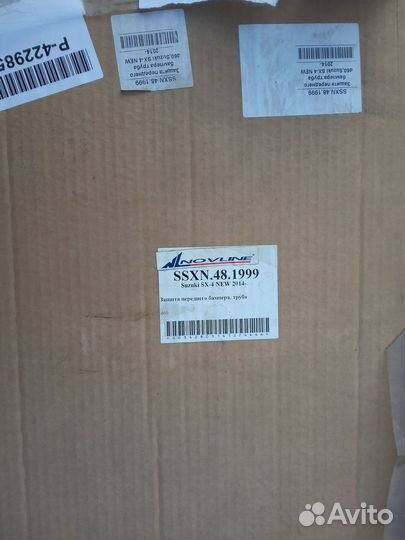 P-42298
SSXN 48 1999
Защита переднего
бампера труба
d60,Suzuki SX-4 NEW
2014-
SSXN 48 1999
Защита переднего
бампера труба
d60,Suzuki SX-4 NEW
2014-
NOVLINE
SSXN.48.1999
Suzuki SX-4 NEW 2014-
Защита переднего бампера, труба
d60
Avito